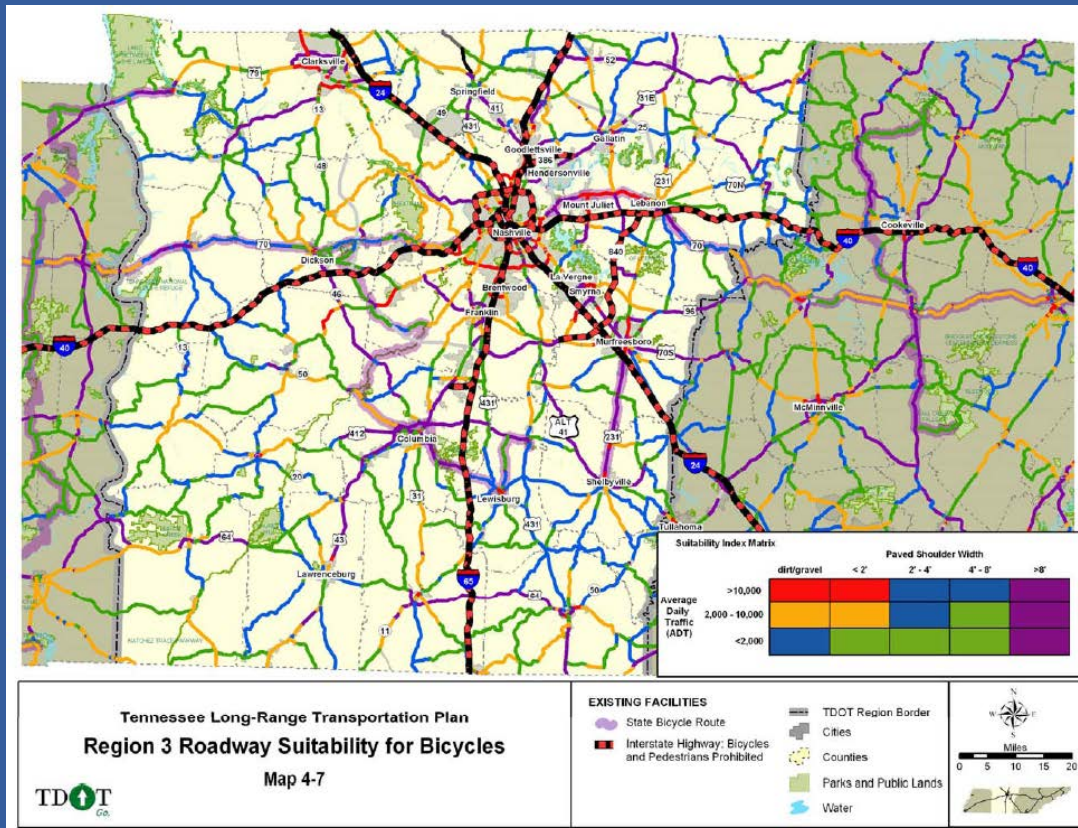 Clarksville
79
24
Springfield
52
31E
13
49
41
431
25
Gallatin
Goodlettsville
386
Hendersonville
48
231
70N
Mount Juliet
Lebanon
Cookeville
Nashville
40
70
70
840
40
Dickson
La Vergne
Brentwood
Smyrna
46
Franklin
96
40
13
Murfreesboro
70S
50
McMinnville
431
ALT
41
412
Columbia
231
24
20
Shelbyville
31
Lewisburg
431
Tullahoma
64
43
Lawrenceburg
65
64
50
11
NATCHEZ TRACE PARKWAY
Suitability Index Matrix
Paved Shoulder Width
dirt/gravel
< 2'
2' - 4'
4' - 8'
>8'
Average
Daily
Traffic
(ADT)
>10,000
2,000 - 10,000
<2,000
Tennessee Long-Range Transportation Plan
Region 3 Roadway Suitability for Bicycles
Map 4-7
TDOT
Go.
EXISTING FACILITIES
State Bicycle Route
Interstate Highway: Bicycles
and Pedestrians Prohibited
TDOT Region Border
Cities
Counties
Parks and Public Lands
Water
N
W
E
S
Miles
0 5 10 15 20